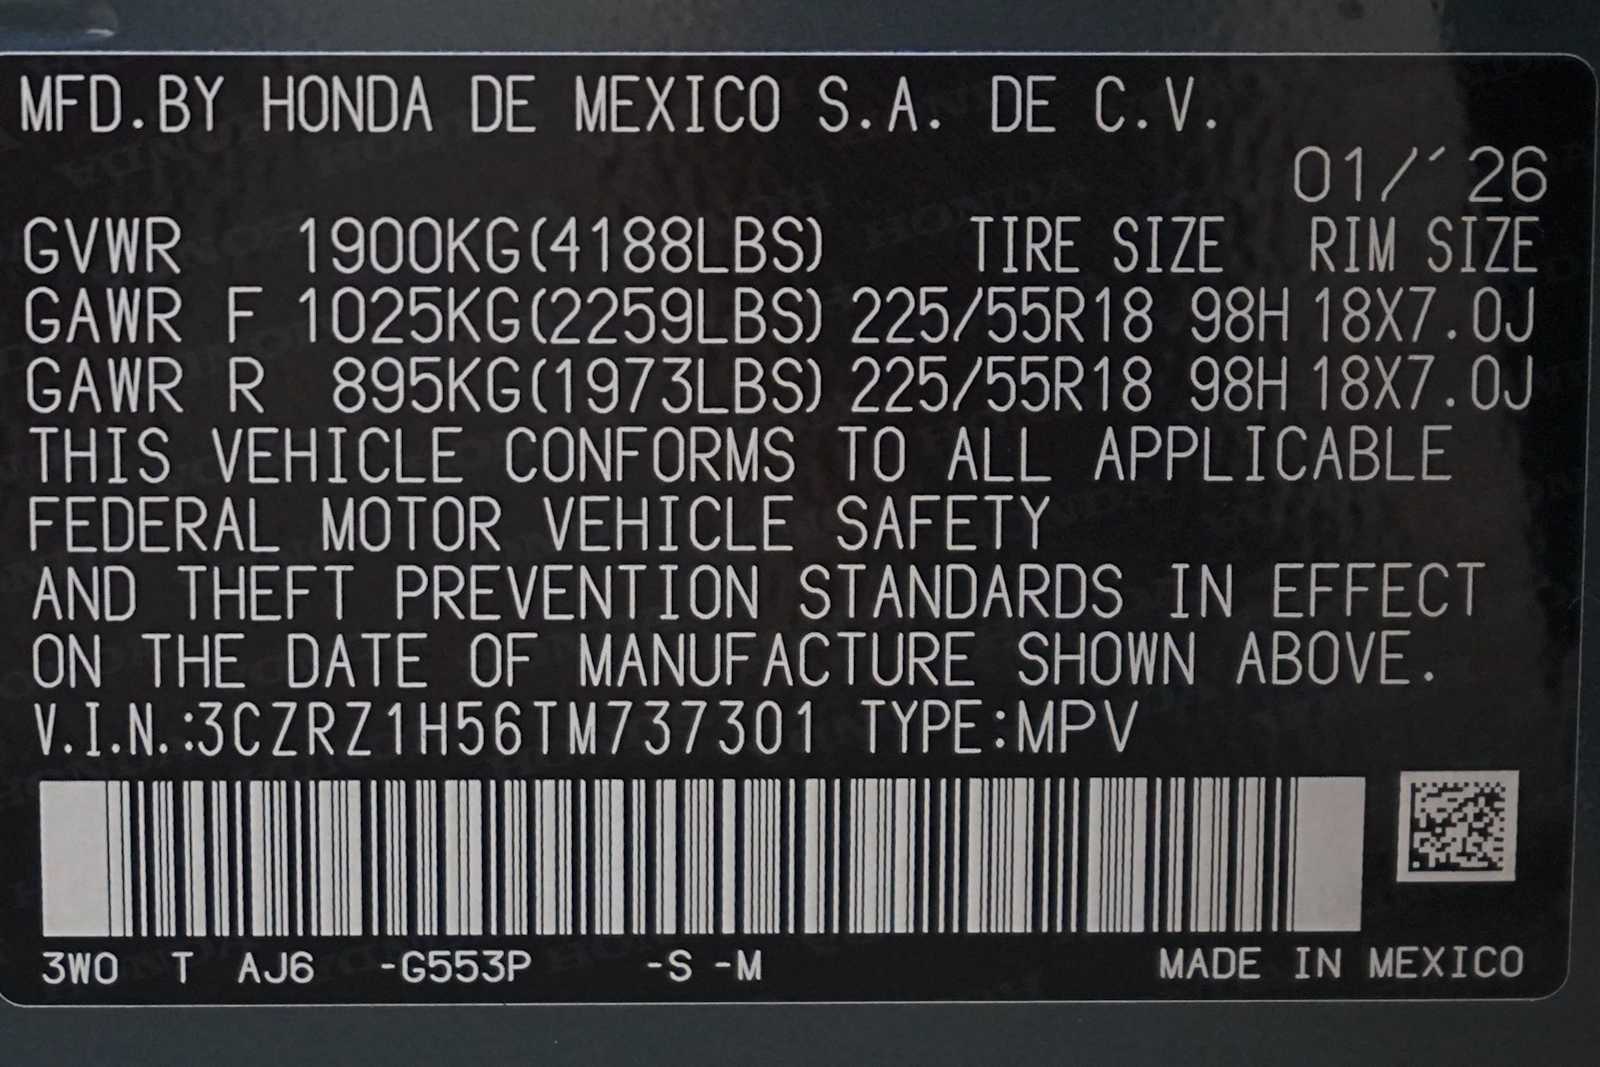 MFD.BY HONDA DE MEXICO S.A. DE C.V.
01/´26
GVWR 1900KG(4188LBS) TIRE SIZE RIM SIZE
GAWR F 1025KG(2259LBS) 225/55R18 98H 18X7.0J
GAWR R 895KG(1973LBS) 225/55R18 98H 18X7.0J
THIS VEHICLE CONFORMS TO ALL APPLICABLE
FEDERAL MOTOR VEHICLE SAFETY
AND THEFT PREVENTION STANDARDS IN EFFECT
ON THE DATE OF MANUFACTURE SHOWN ABOVE.
V.I.N.:3CZRZ1H56TM737301 TYPE:MPV
3W0 T AJ6 -G553P -S -M MADE IN MEXICO